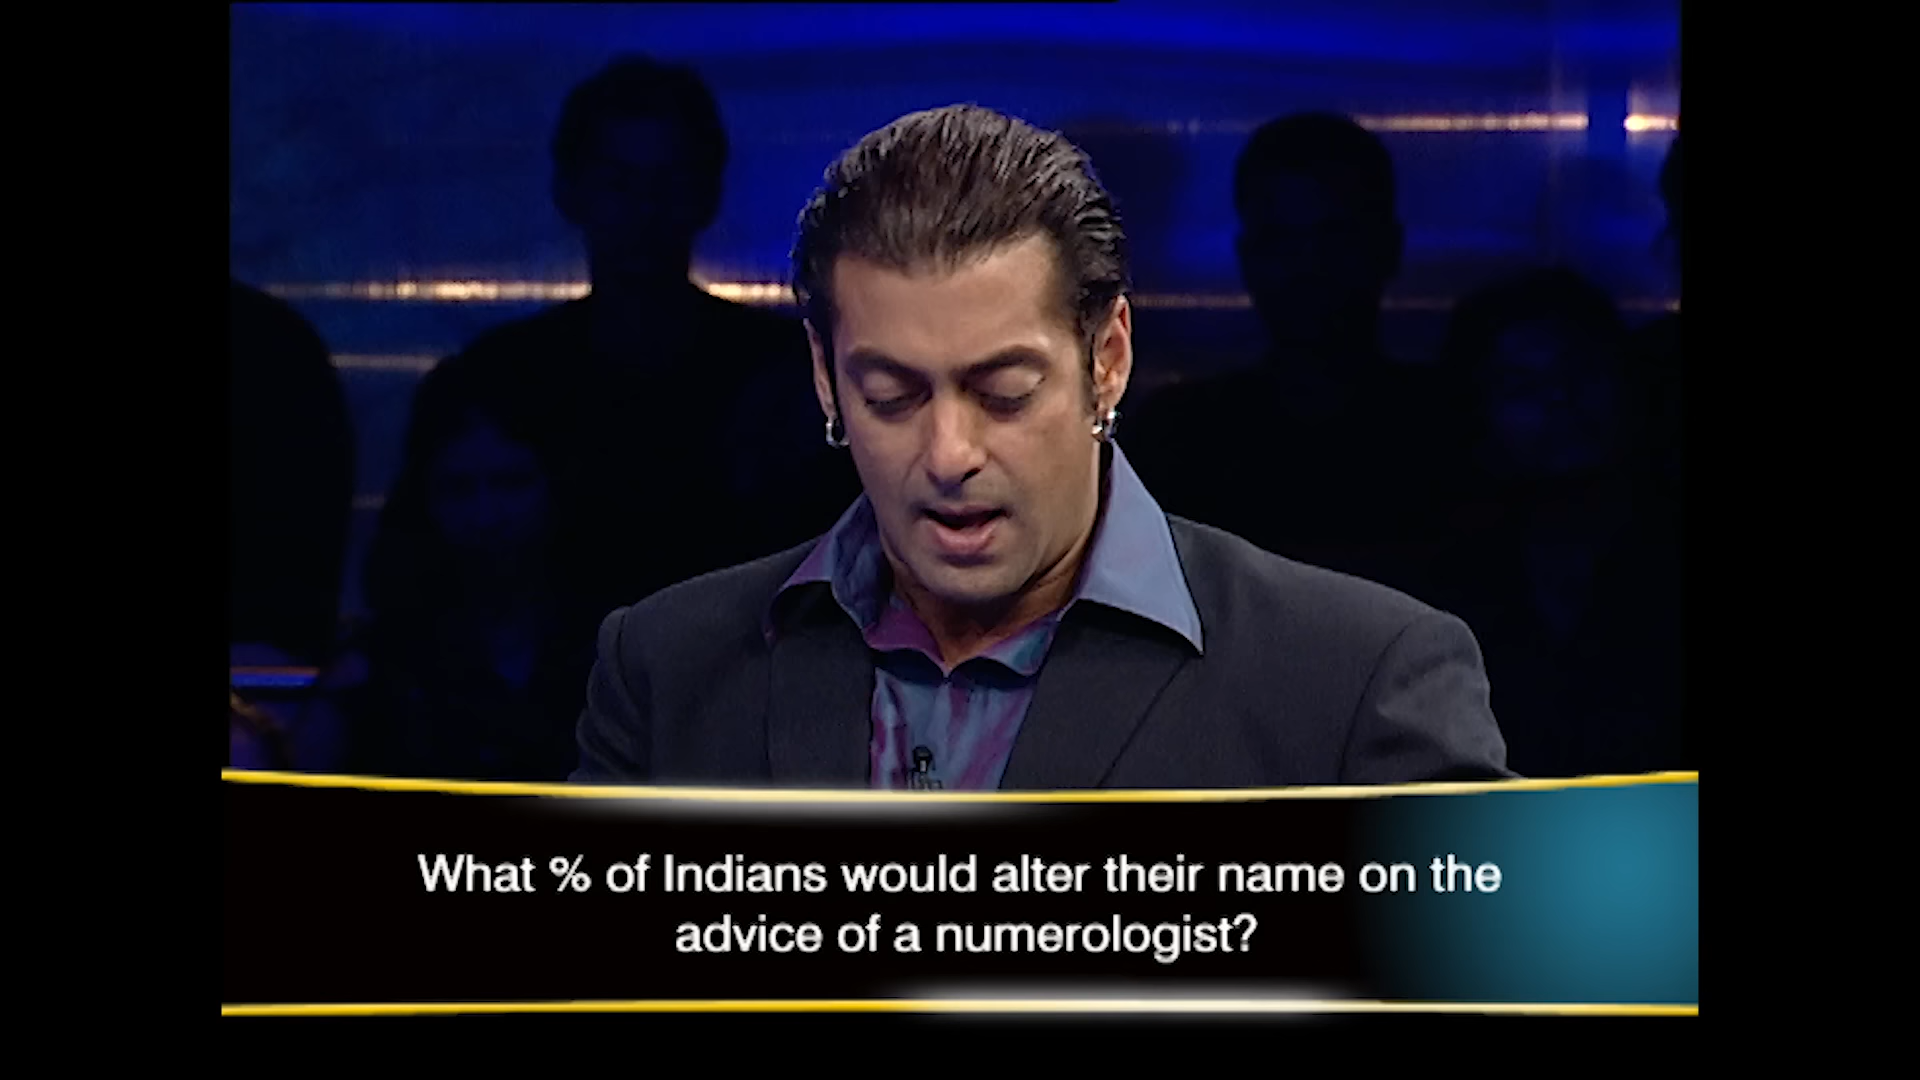 What % of Indians would alter their name on the
advice of a numerologist?